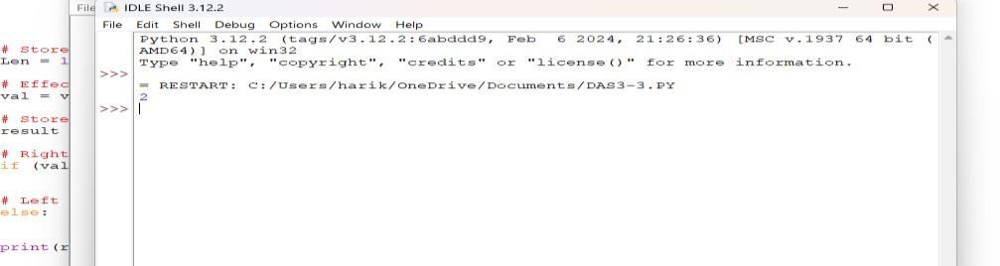 File
IDLE Shell 3.12.2
File Edit Shell Debug Options Window Help
Python 3.12.2 (tags/v3.12.2:6abddd9, Feb  6 2024, 21:26:36) [MSC v.1937 64 bit (
AMD64)] on win32
Type "help", "copyright", "credits" or "license()" for more information.
>>>
= RESTART: C:/Users/harik/OneDrive/Documents/DAS3-3.PY
2
>>>
# Store
Len = 1
# Effec
val = v
# Store
result
# Right
if (val
# Left
else:
print(r